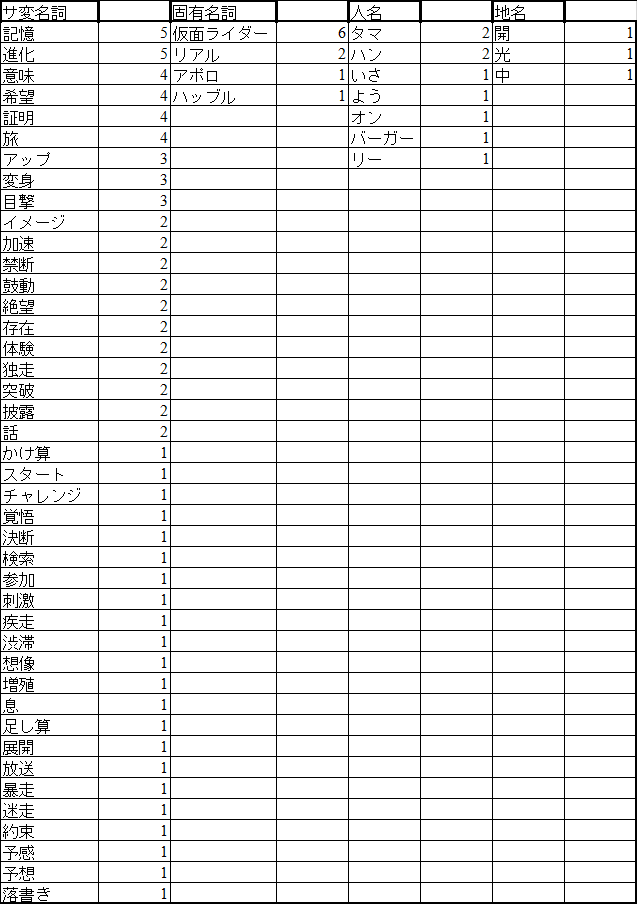 サ変名詞 固有名詞 人名 地名
記憶 5 仮面ライダー 6 タマ 2 開 1
進化 5 リアル 2 ハン 2 光 1
意味 4 アポロ 1 いさ 1 中 1
希望 4 ハッブル 1 よう 1
証明 4 オン 1
旅 4 バーガー 1
アップ 3 リー 1
変身 3
目撃 3
イメージ 2
加速 2
禁断 2
鼓動 2
絶望 2
存在 2
体験 2
独走 2
突破 2
披露 2
話 2
かけ算 1
スタート 1
チャレンジ 1
覚悟 1
決断 1
検索 1
参加 1
刺激 1
疾走 1
渋滞 1
想像 1
増殖 1
息 1
足し算 1
展開 1
放送 1
暴走 1
迷走 1
約束 1
予感 1
予想 1
落書き 1